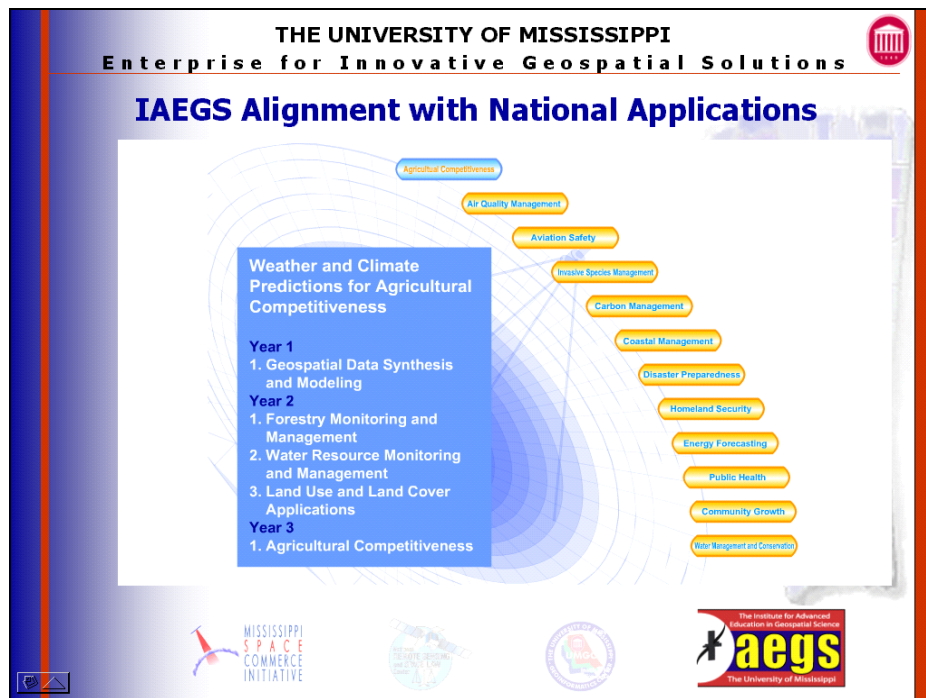 THE UNIVERSITY OF MISSISSIPPI
Enterprise for Innovative Geospatial Solutions
IAEGS Alignment with National Applications
Agricultual Competitiveness
Air Quality Management
Aviation Safety
Invasive Species Management
Carbon Management
Coastal Management
Disaster Preparedness
Homeland Security
Energy Forecasting
Public Health
Community Growth
Water Management and Conservation
Weather and Climate
Predictions for Agricultural
Competitiveness
Year 1
1. Geospatial Data Synthesis
and Modeling
Year 2
1. Forestry Monitoring and
Management
2. Water Resource Monitoring
and Management
3. Land Use and Land Cover
Applications
Year 3
1. Agricultural Competitiveness
MISSISSIPPI
SPACE
COMMERCE
INITIATIVE
The Institute for Advanced
Education in Geospatial Science
aegs
The University of Mississippi